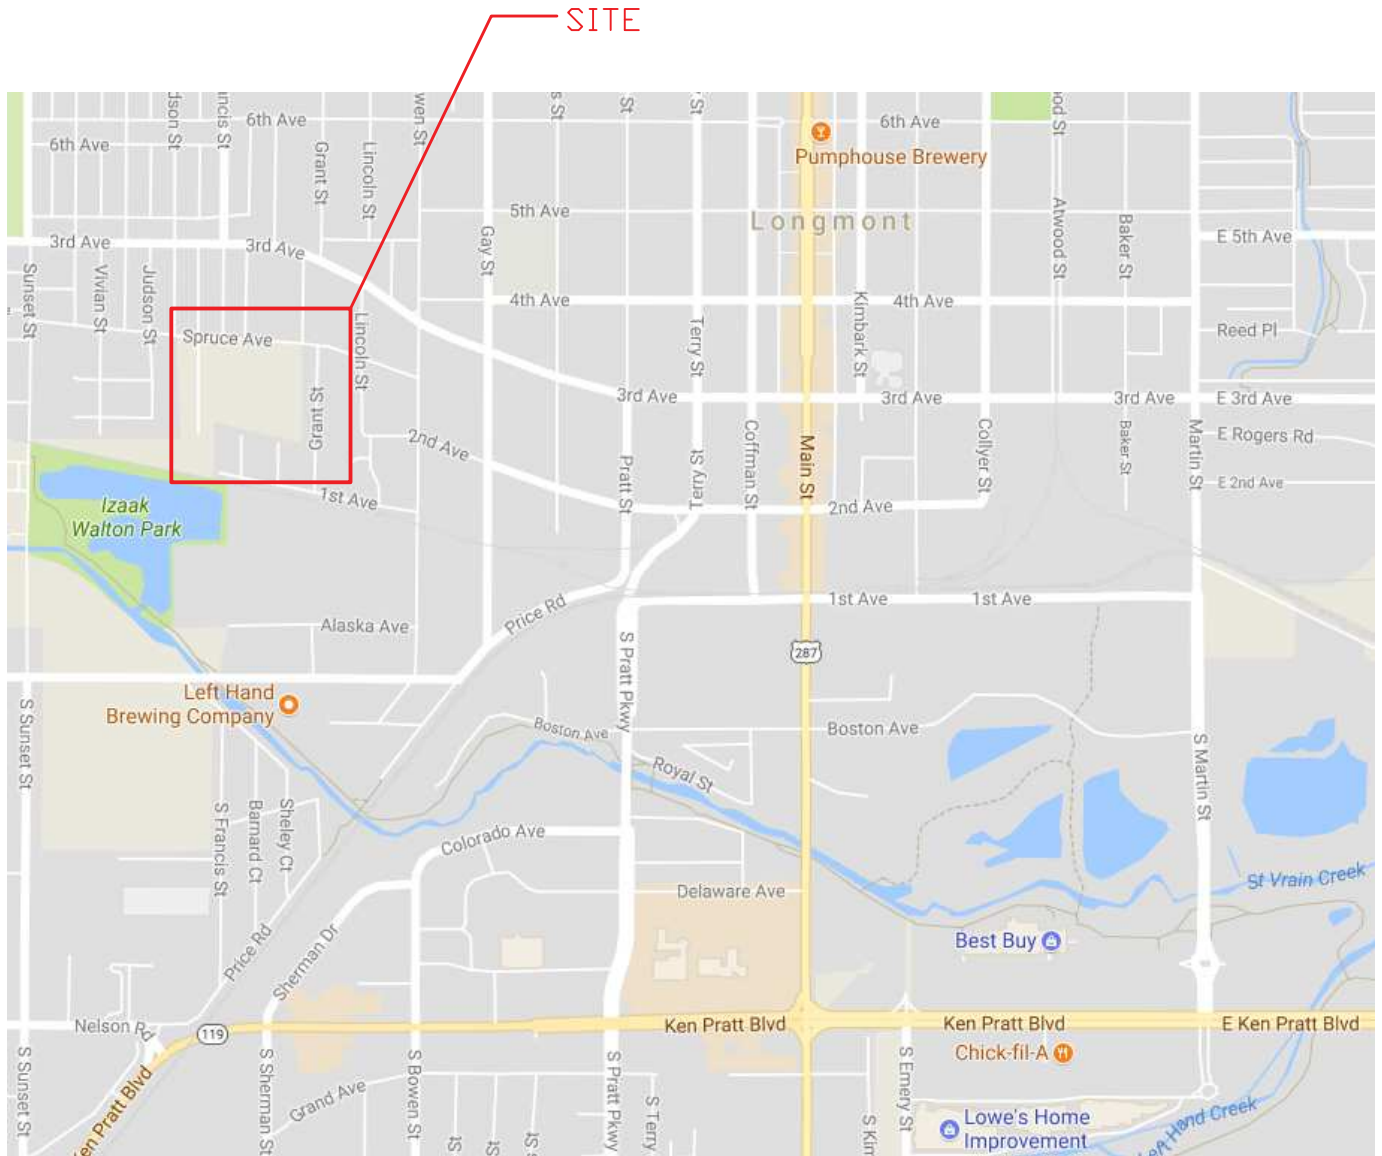 SITE
6th Ave
6th Ave
6th Ave
Grant St
Lincoln St
Pumphouse Brewery
Longmont
5th Ave
Gay St
Atwood St
Baker St
E 5th Ave
3rd Ave
3rd Ave
Sunset St
Vivian St
Judson St
4th Ave
4th Ave
Kimbark St
Terry St
Reed Pl
Spruce Ave
Lincoln St
Grant St
3rd Ave
3rd Ave
3rd Ave
E 3rd Ave
2nd Ave
Pratt St
Terry St
Coffman St
Main St
Collyer St
Baker St
Martin St
E Rogers Rd
E 2nd Ave
1st Ave
2nd Ave
Izaak
Walton Park
Price Rd
1st Ave
1st Ave
Alaska Ave
S Pratt Pkwy
287
Left Hand
Brewing Company
S Sunset St
Boston Ave
Boston Ave
Royal St
S Martin St
S Francis St
Barnard Ct
Sheley Ct
Colorado Ave
Delaware Ave
St Vrain Creek
Price Rd
Sherman Dr
Best Buy
Nelson Rd
119
Ken Pratt Blvd
Ken Pratt Blvd
E Ken Pratt Blvd
Chick-fil-A
S Sunset St
S Sherman St
Grand Ave
S Bowen St
S Pratt Pkwy
S Terry
S Emery St
Lowe's Home
Improvement